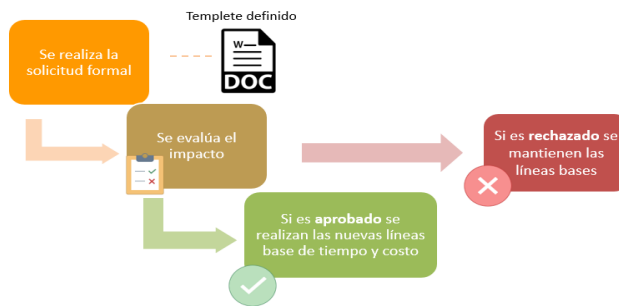 Templete definido
Se realiza la
solicitud formal
W
DOC
Se evalúa el
impacto
Si es rechazado se
mantienen las
líneas bases
Si es aprobado se
realizan las nuevas líneas
base de tiempo y costo